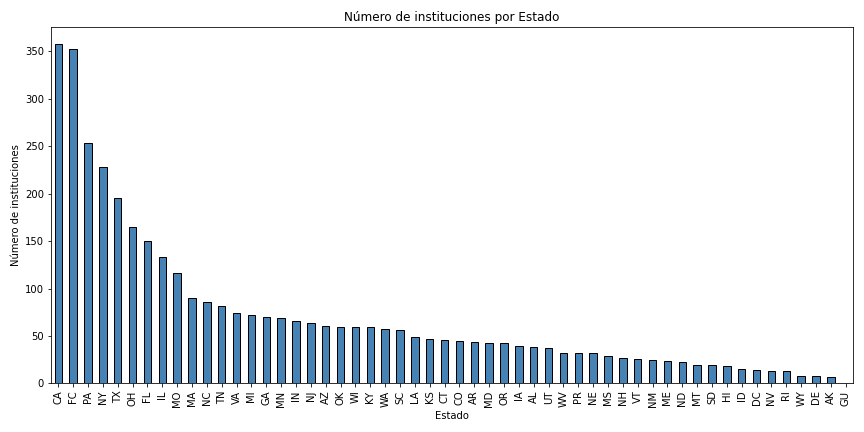 Número de instituciones por Estado
Número de instituciones
350
300
250
200
150
100
50
0
CA FC PA NY TX OH FL IL MO MA NC TN VA MI GA MN IN NJ AZ OK WI KY WA SC LA KS CT CO AR MD OR IA AL UT WV PR NE MS NH VT NM ME ND MT SD HI ID DC NV RI WY DE AK GU
Estado